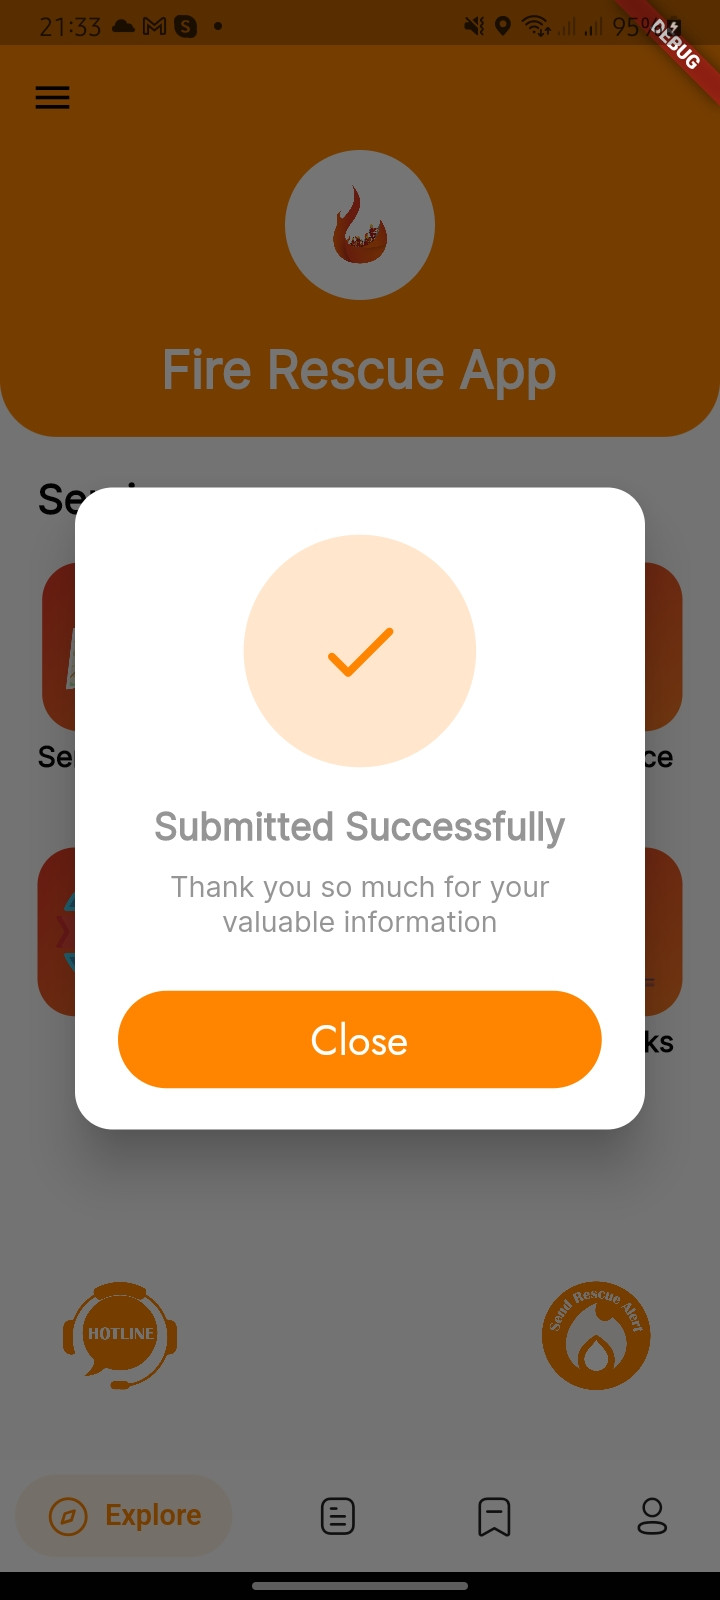 21:33
95%
DEBUG
Fire Rescue App
Submitted Successfully
Thank you so much for your
valuable information
Close
HOTLINE
Send Rescue Alert
Explore